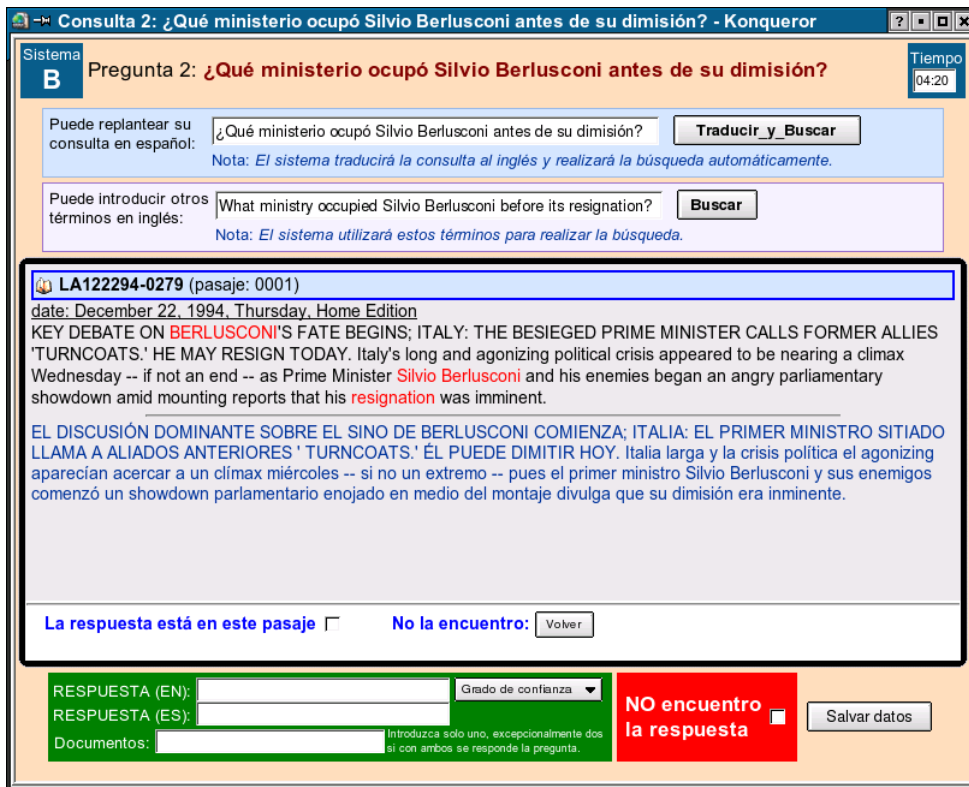 Consulta 2: ¿Qué ministerio ocupó Silvio Berlusconi antes de su dimisión? - Konqueror
Sistema
B
Pregunta 2: ¿Qué ministerio ocupó Silvio Berlusconi antes de su dimisión?
Tiempo
04:20
Puede replantear su
consulta en español:
¿Qué ministerio ocupó Silvio Berlusconi antes de su dimisión?
Traducir_y_Buscar
Nota: El sistema traducirá la consulta al inglés y realizará la búsqueda automáticamente.
Puede introducir otros
términos en inglés:
What ministry occupied Silvio Berlusconi before its resignation?
Buscar
Nota: El sistema utilizará estos términos para realizar la búsqueda.
LA122294-0279 (pasaje: 0001)
date: December 22, 1994, Thursday, Home Edition
KEY DEBATE ON BERLUSCONI'S FATE BEGINS; ITALY: THE BESIEGED PRIME MINISTER CALLS FORMER ALLIES
'TURNCOATS.' HE MAY RESIGN TODAY. Italy's long and agonizing political crisis appeared to be nearing a climax
Wednesday -- if not an end -- as Prime Minister Silvio Berlusconi and his enemies began an angry parliamentary
showdown amid mounting reports that his resignation was imminent.
EL DISCUSIÓN DOMINANTE SOBRE EL SINO DE BERLUSCONI COMIENZA; ITALIA: EL PRIMER MINISTRO SITIADO
LLAMA A ALIADOS ANTERIORES ' TURNCOATS.' ÉL PUEDE DIMITIR HOY. Italia larga y la crisis política el agonizing
aparecían acercar a un clímax miércoles -- si no un extremo -- pues el primer ministro Silvio Berlusconi y sus enemigos
comenzó un showdown parlamentario enojado en medio del montaje divulga que su dimisión era inminente.
La respuesta está en este pasaje
No la encuentro:
Volver
RESPUESTA (EN):
Grado de confianza
RESPUESTA (ES):
Documentos:
Introduzca solo uno, excepcionalmente dos
si con ambos se responde la pregunta.
NO encuentro
la respuesta
Salvar datos